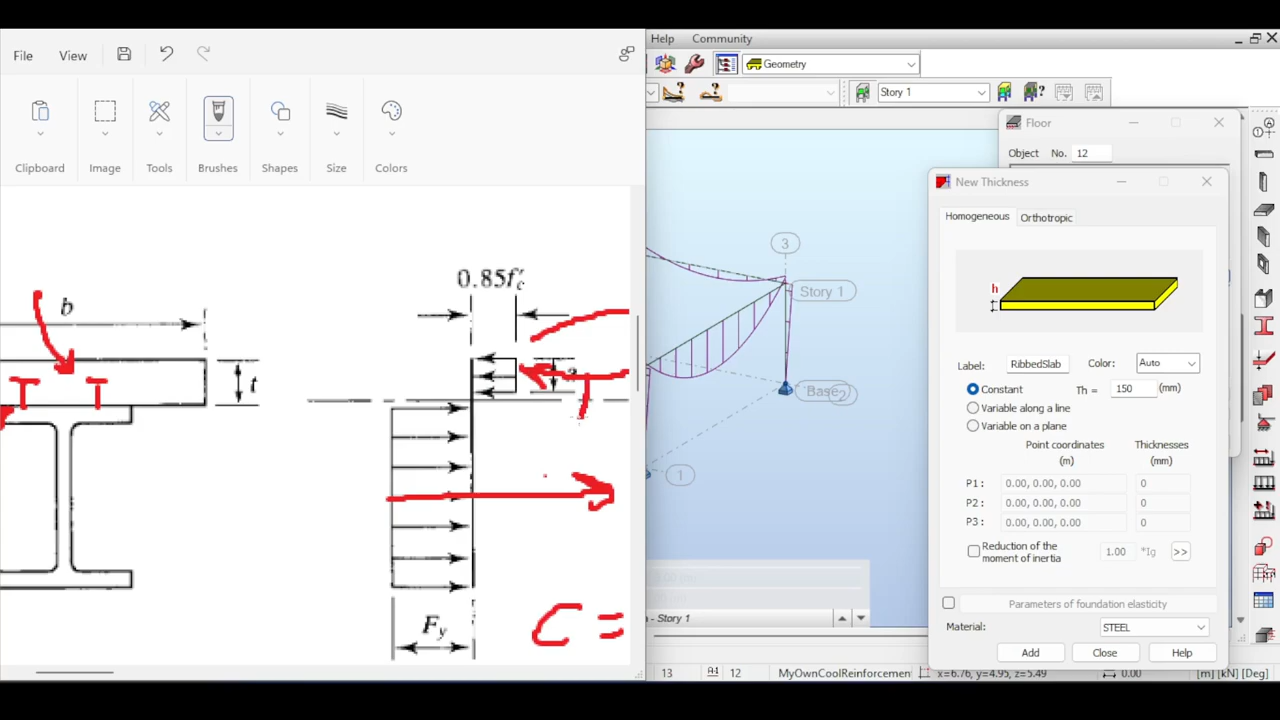 File View
Clipboard Image Tools Brushes Shapes Size Colors
b
t
0.85f'c
a
Fy
C =
T T
Help Community
Geometry
Story 1
3
Story 1
Base 2
1
- Story 1
Floor
Object No. 12
New Thickness
Homogeneous Orthotropic
h
Label: RibbedSlab Color: Auto
Constant Th = 150 (mm)
Variable along a line
Variable on a plane
Point coordinates Thicknesses
(m) (mm)
P1: 0.00, 0.00, 0.00 0
P2: 0.00, 0.00, 0.00 0
P3: 0.00, 0.00, 0.00 0
Reduction of the
moment of inertia 1.00 *Ig >>
Parameters of foundation elasticity
Material: STEEL
Add Close Help
13 12 MyOwnCoolReinforcement x=6.76, y=4.95, z=5.49 0.00 [m] [kN] [Deg]